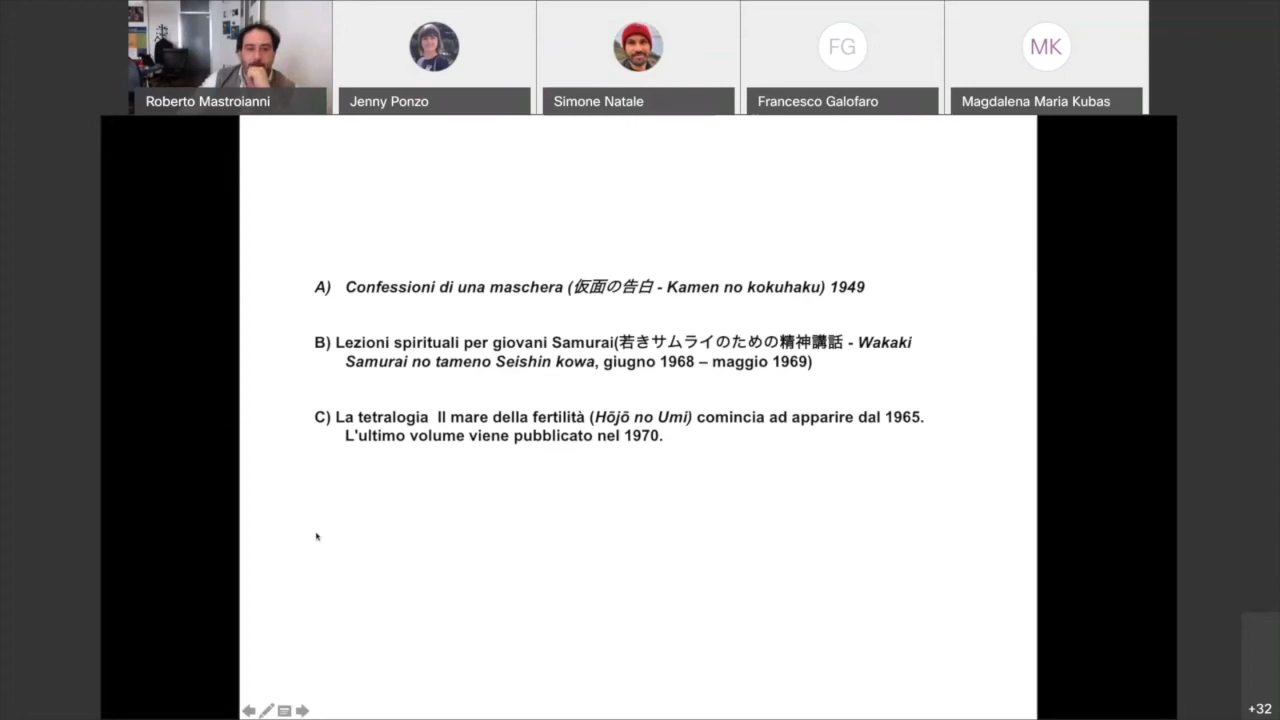 Roberto Mastroianni
Jenny Ponzo
Simone Natale
FG
Francesco Galofaro
MK
Magdalena Maria Kubas
A) Confessioni di una maschera (仮面の告白 - Kamen no kokuhaku) 1949
B) Lezioni spirituali per giovani Samurai(若きサムライのための精神講話 - Wakaki
Samurai no tameno Seishin kowa, giugno 1968 – maggio 1969)
C) La tetralogia Il mare della fertilità (Hōjō no Umi) comincia ad apparire dal 1965.
L'ultimo volume viene pubblicato nel 1970.
+32